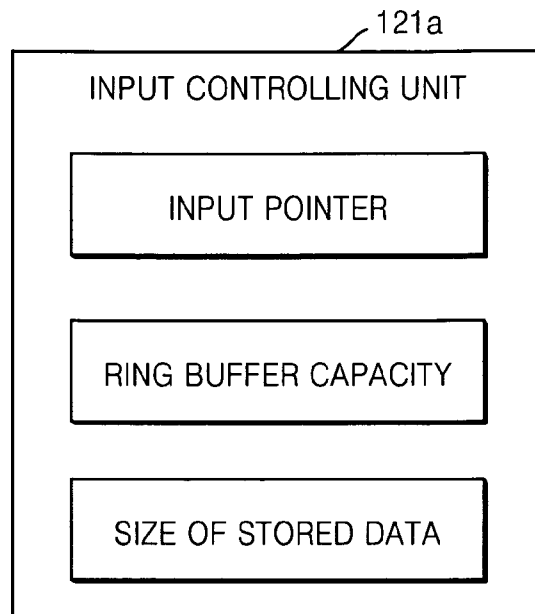 121a
INPUT CONTROLLING UNIT
INPUT POINTER
RING BUFFER CAPACITY
SIZE OF STORED DATA